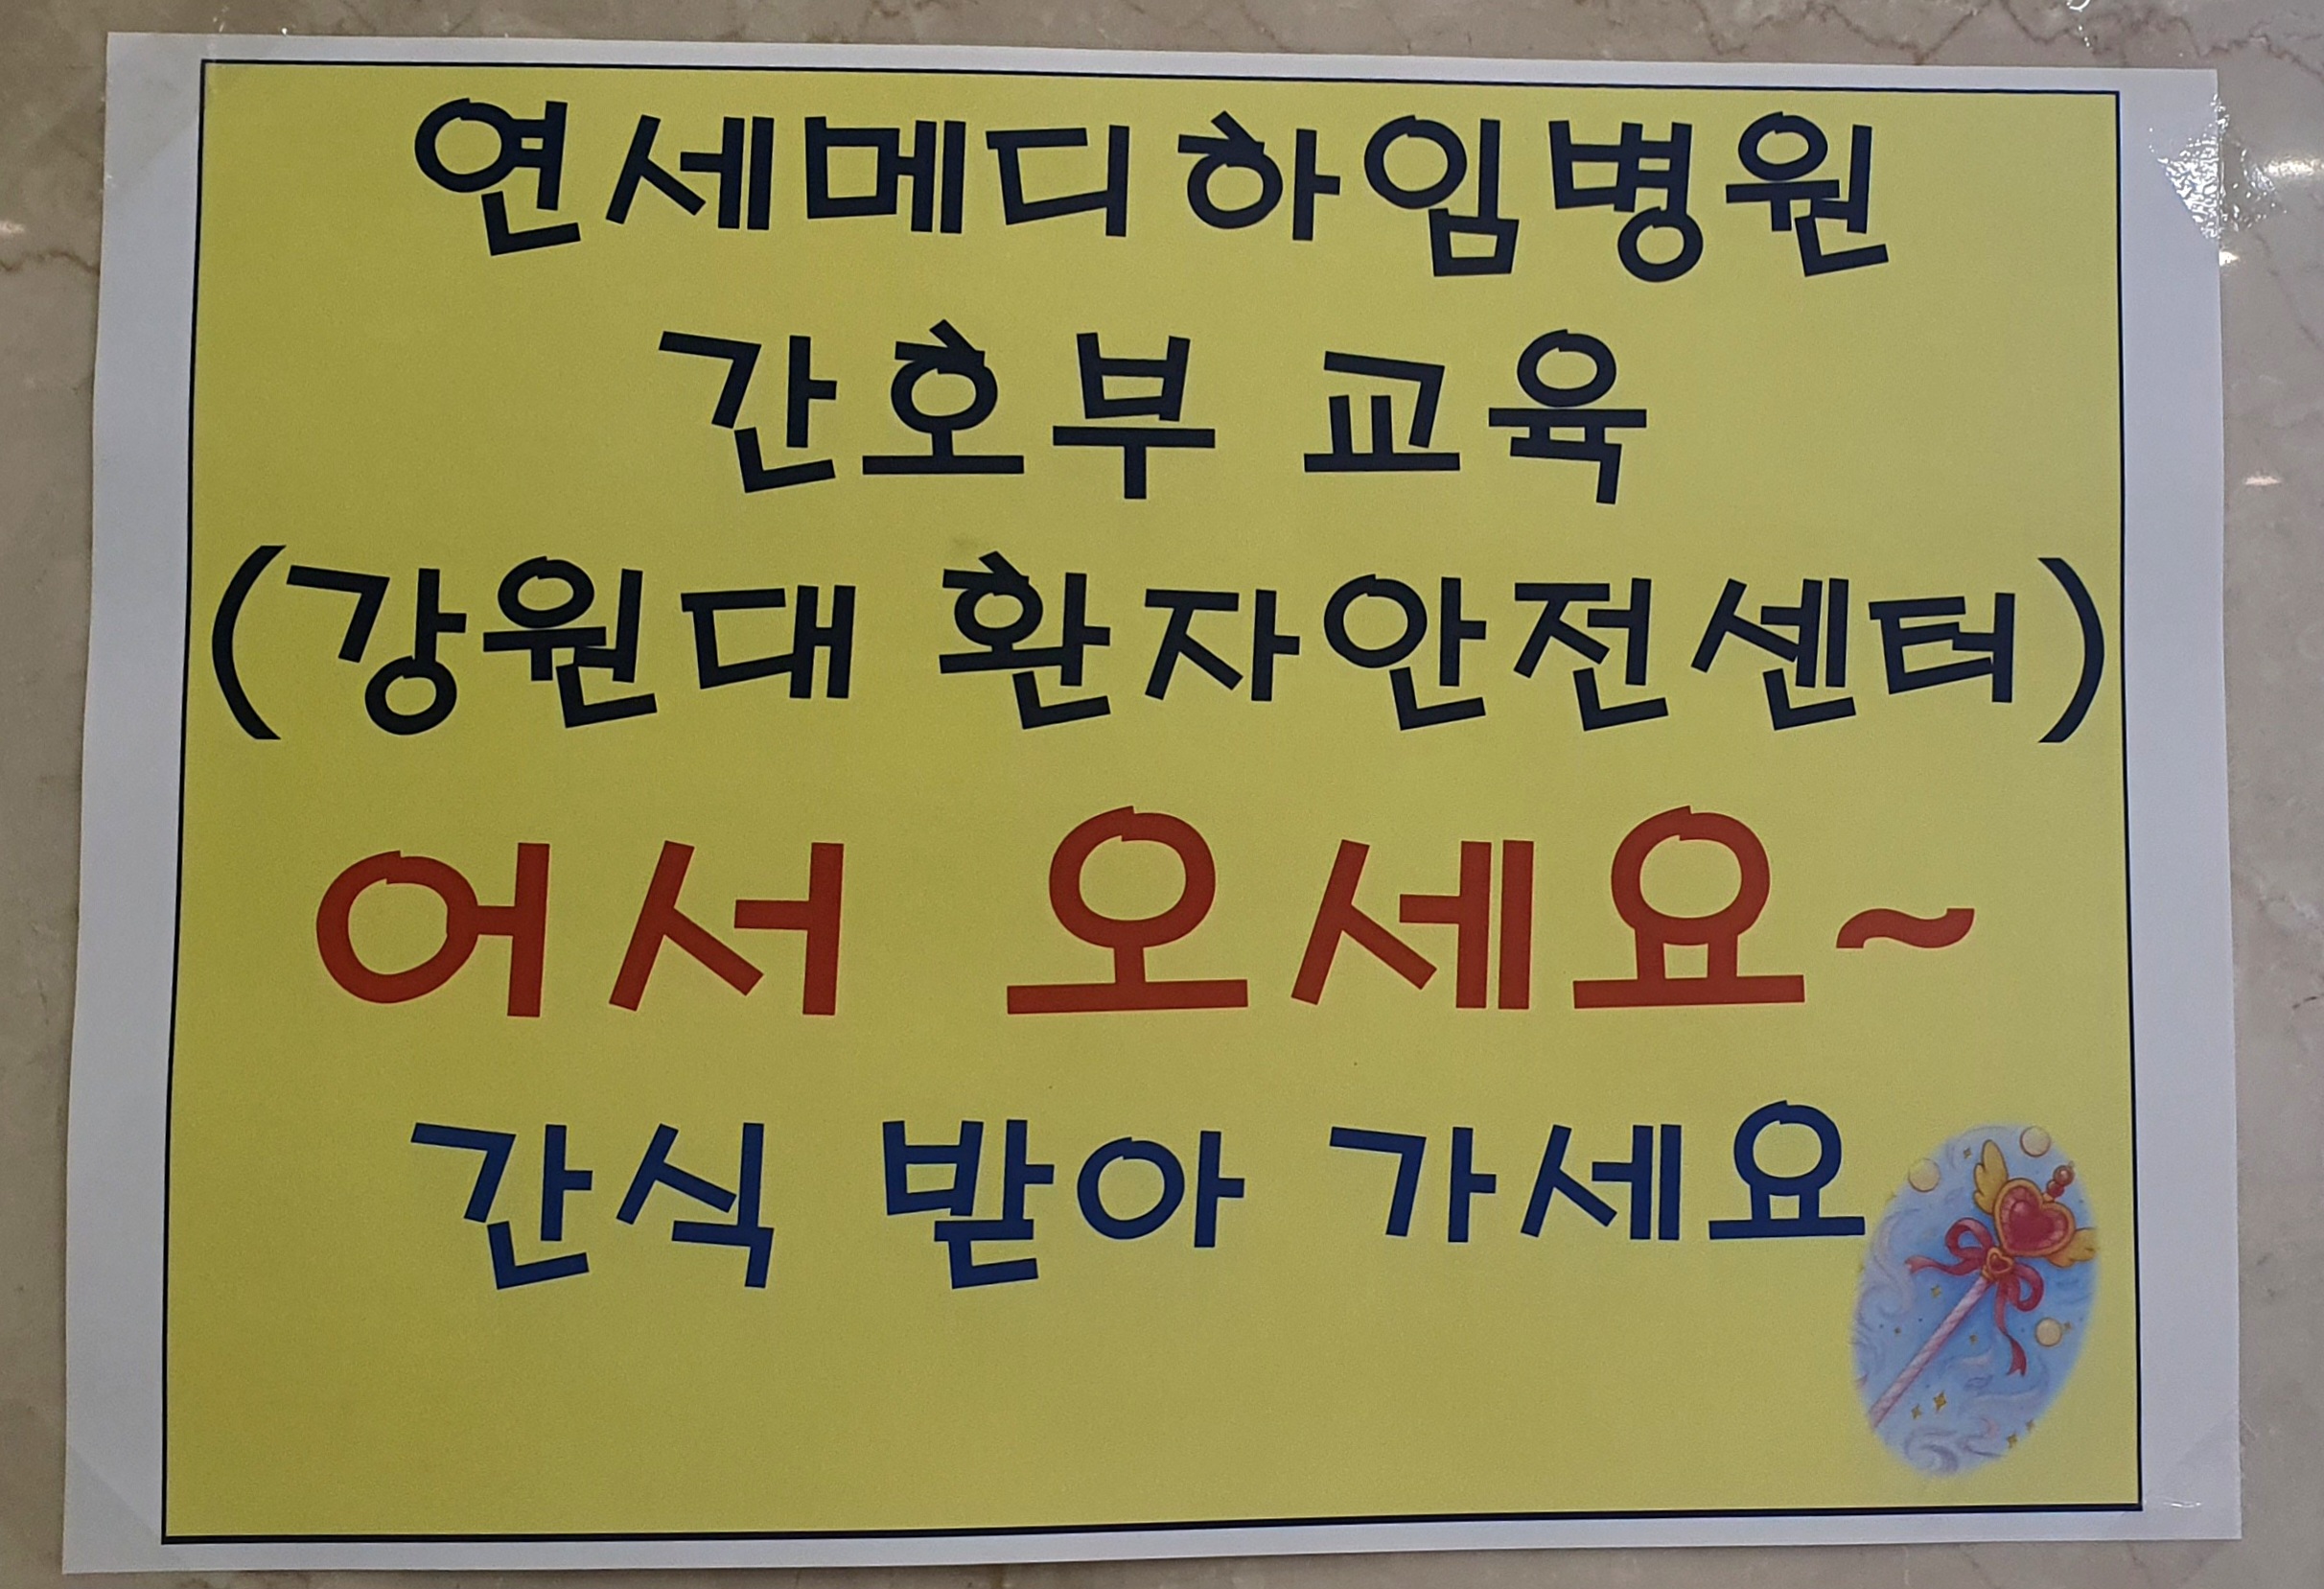 연세메디하임병원
간호부 교육
(강원대 환자안전센터)
어서 오세요~
간식 받아 가세요